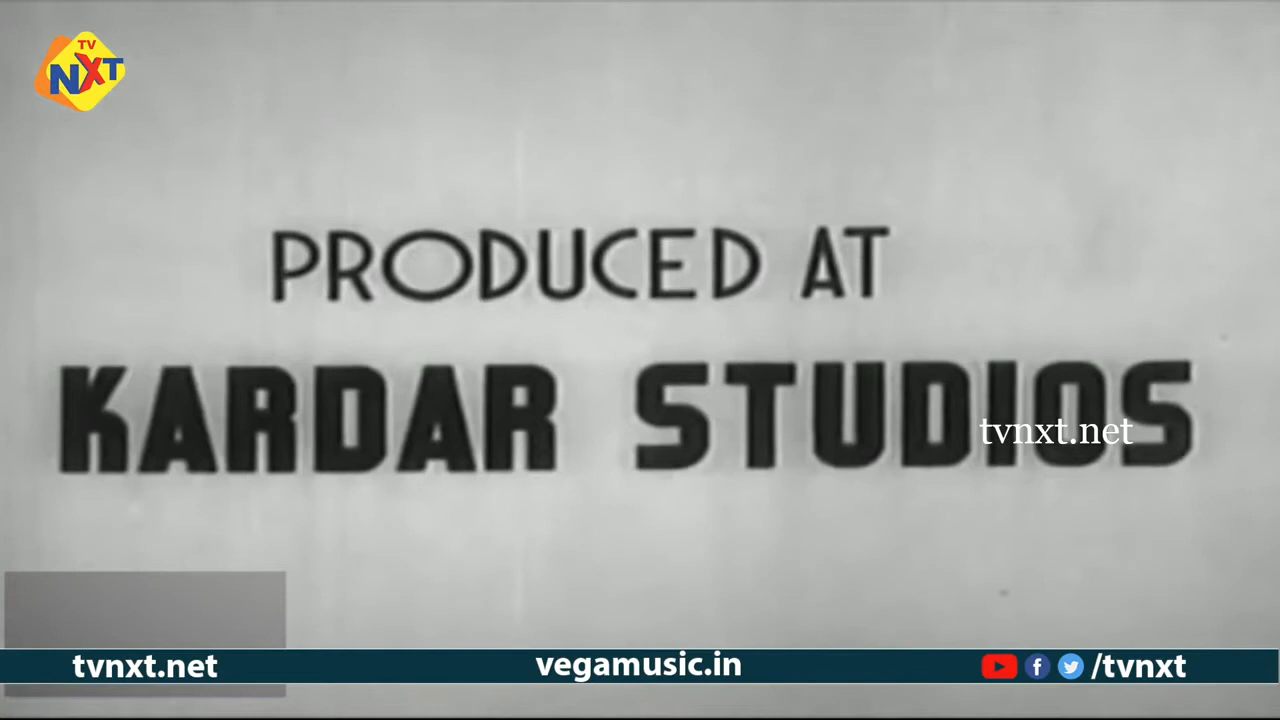 TV
NXT
PRODUCED AT
KARDAR STUDIOS
tvnxt.net
tvnxt.net
vegamusic.in
/tvnxt